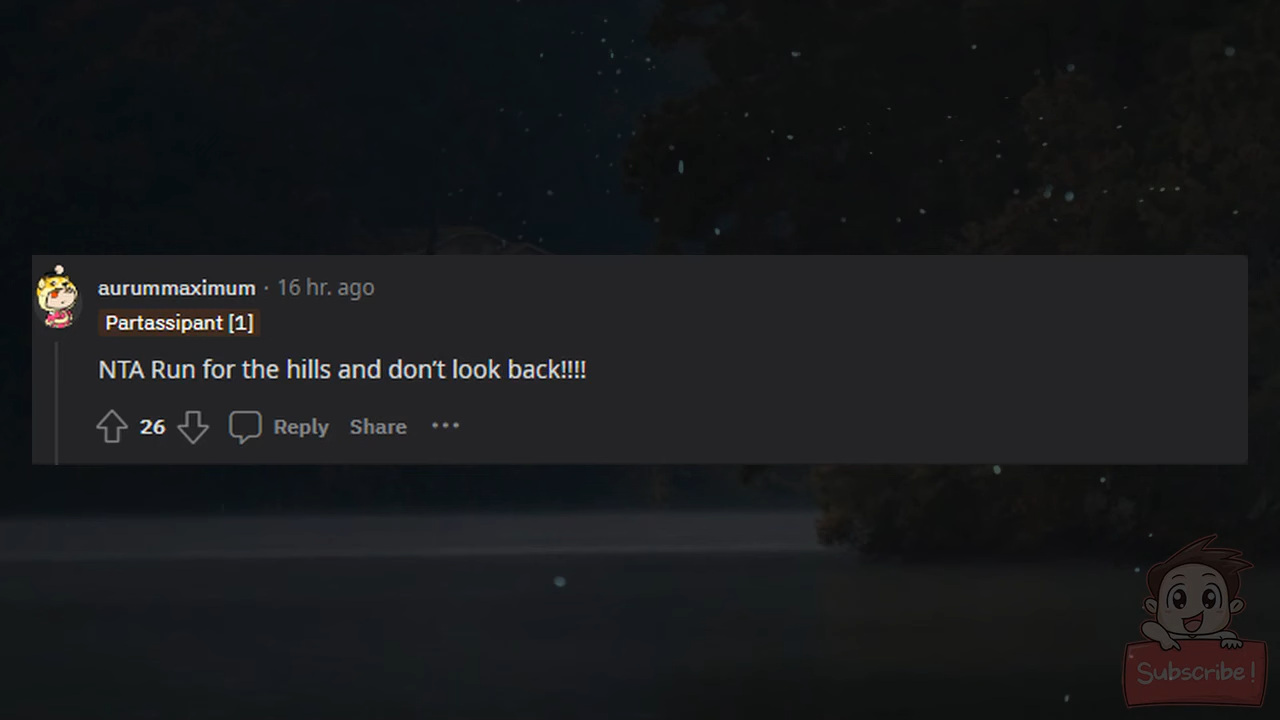 aurummaximum · 16 hr. ago
Partassipant [1]
NTA Run for the hills and don’t look back!!!!
26 Reply Share ···
Subscribe!